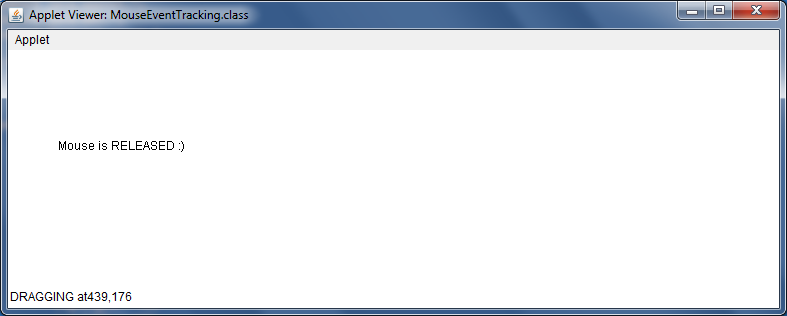 Applet Viewer: MouseEventTracking.class
Applet
Mouse is RELEASED :)
DRAGGING at439,176